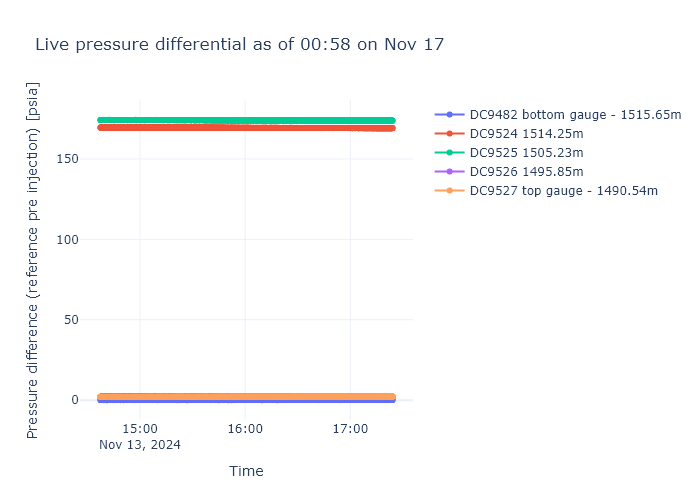 Live pressure differential as of 00:58 on Nov 17
Pressure difference (reference pre injection) [psia]
150
100
50
0
15:00
Nov 13, 2024
16:00
17:00
Time
DC9482 bottom gauge - 1515.65m
DC9524 1514.25m
DC9525 1505.23m
DC9526 1495.85m
DC9527 top gauge - 1490.54m